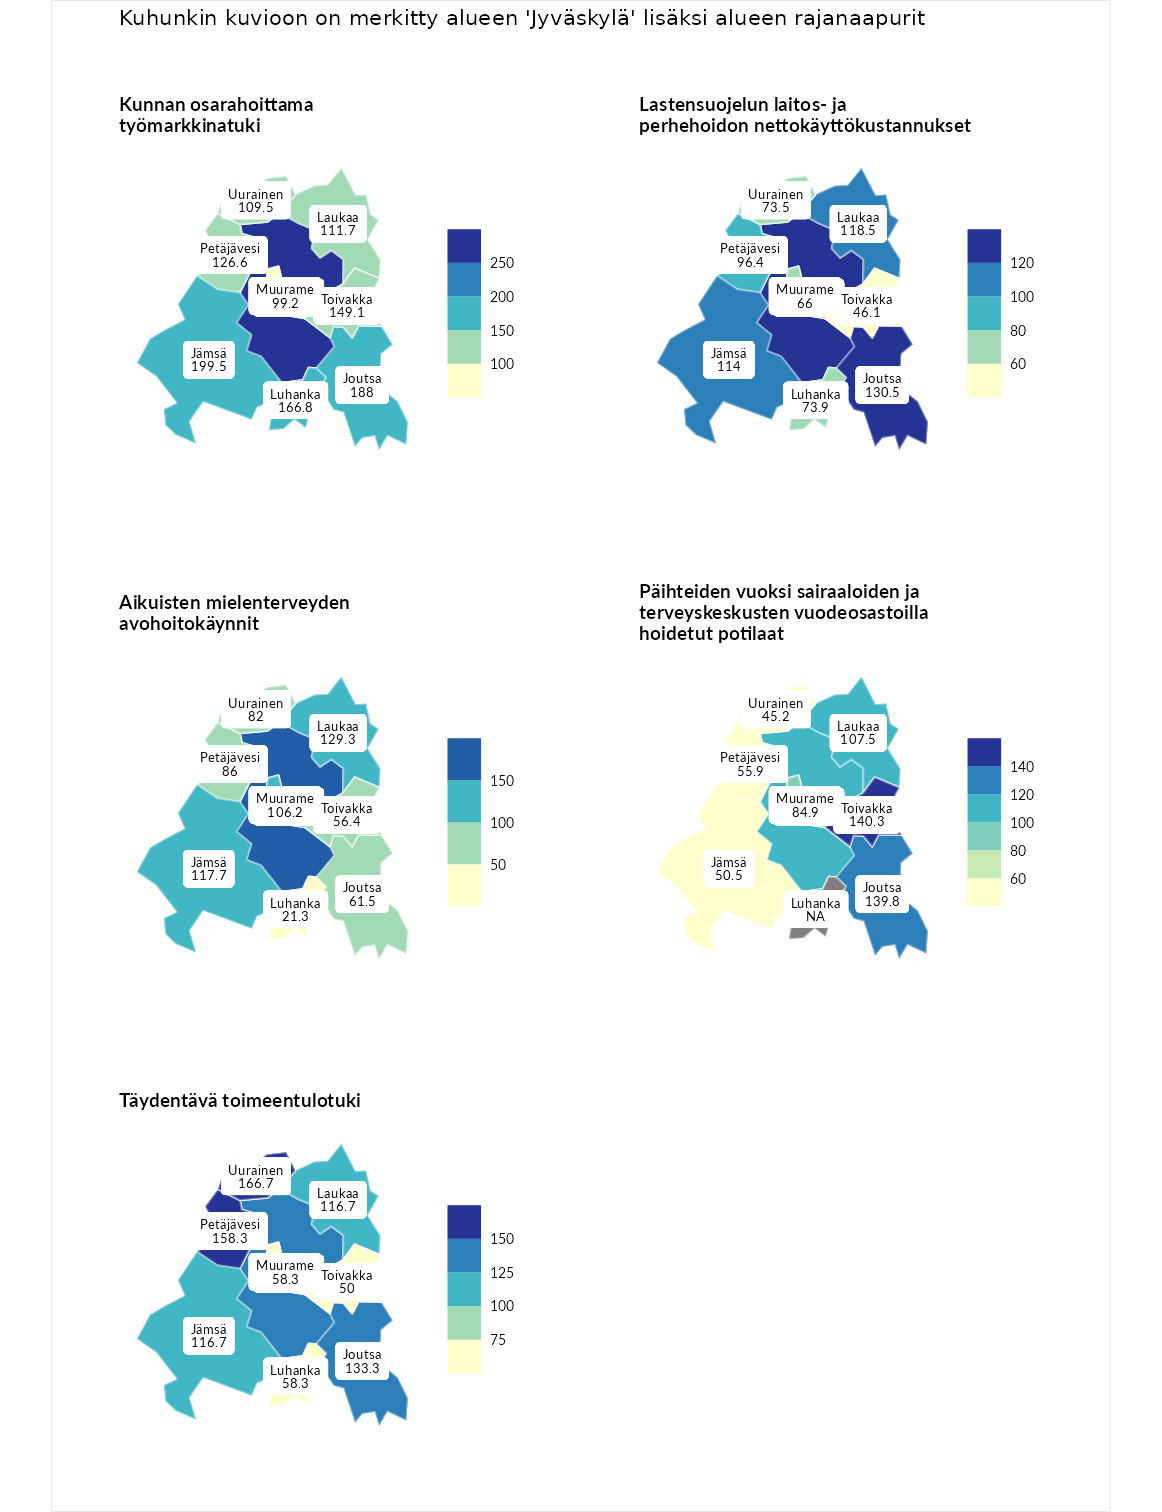 Kuhunkin kuvioon on merkitty alueen 'Jyväskylä' lisäksi alueen rajanaapurit
Kunnan osarahoittama
työmarkkinatuki
Uurainen
109.5
Laukaa
111.7
Petäjävesi
126.6
Muurame
99.2
Toivakka
149.1
Jämsä
199.5
Joutsa
188
Luhanka
166.8
250
200
150
100
Lastensuojelun laitos- ja
perhehoidon nettokäyttökustannukset
Uurainen
73.5
Laukaa
118.5
Petäjävesi
96.4
Muurame
66
Toivakka
46.1
Jämsä
114
Joutsa
130.5
Luhanka
73.9
120
100
80
60
Aikuisten mielenterveyden
avohoitokäynnit
Uurainen
82
Laukaa
129.3
Petäjävesi
86
Muurame
106.2
Toivakka
56.4
Jämsä
117.7
Joutsa
61.5
Luhanka
21.3
150
100
50
Päihteiden vuoksi sairaaloiden ja
terveyskeskusten vuodeosastoilla
hoidetut potilaat
Uurainen
45.2
Laukaa
107.5
Petäjävesi
55.9
Muurame
84.9
Toivakka
140.3
Jämsä
50.5
Joutsa
139.8
Luhanka
NA
140
120
100
80
60
Täydentävä toimeentulotuki
Uurainen
166.7
Laukaa
116.7
Petäjävesi
158.3
Muurame
58.3
Toivakka
50
Jämsä
116.7
Joutsa
133.3
Luhanka
58.3
150
125
100
75